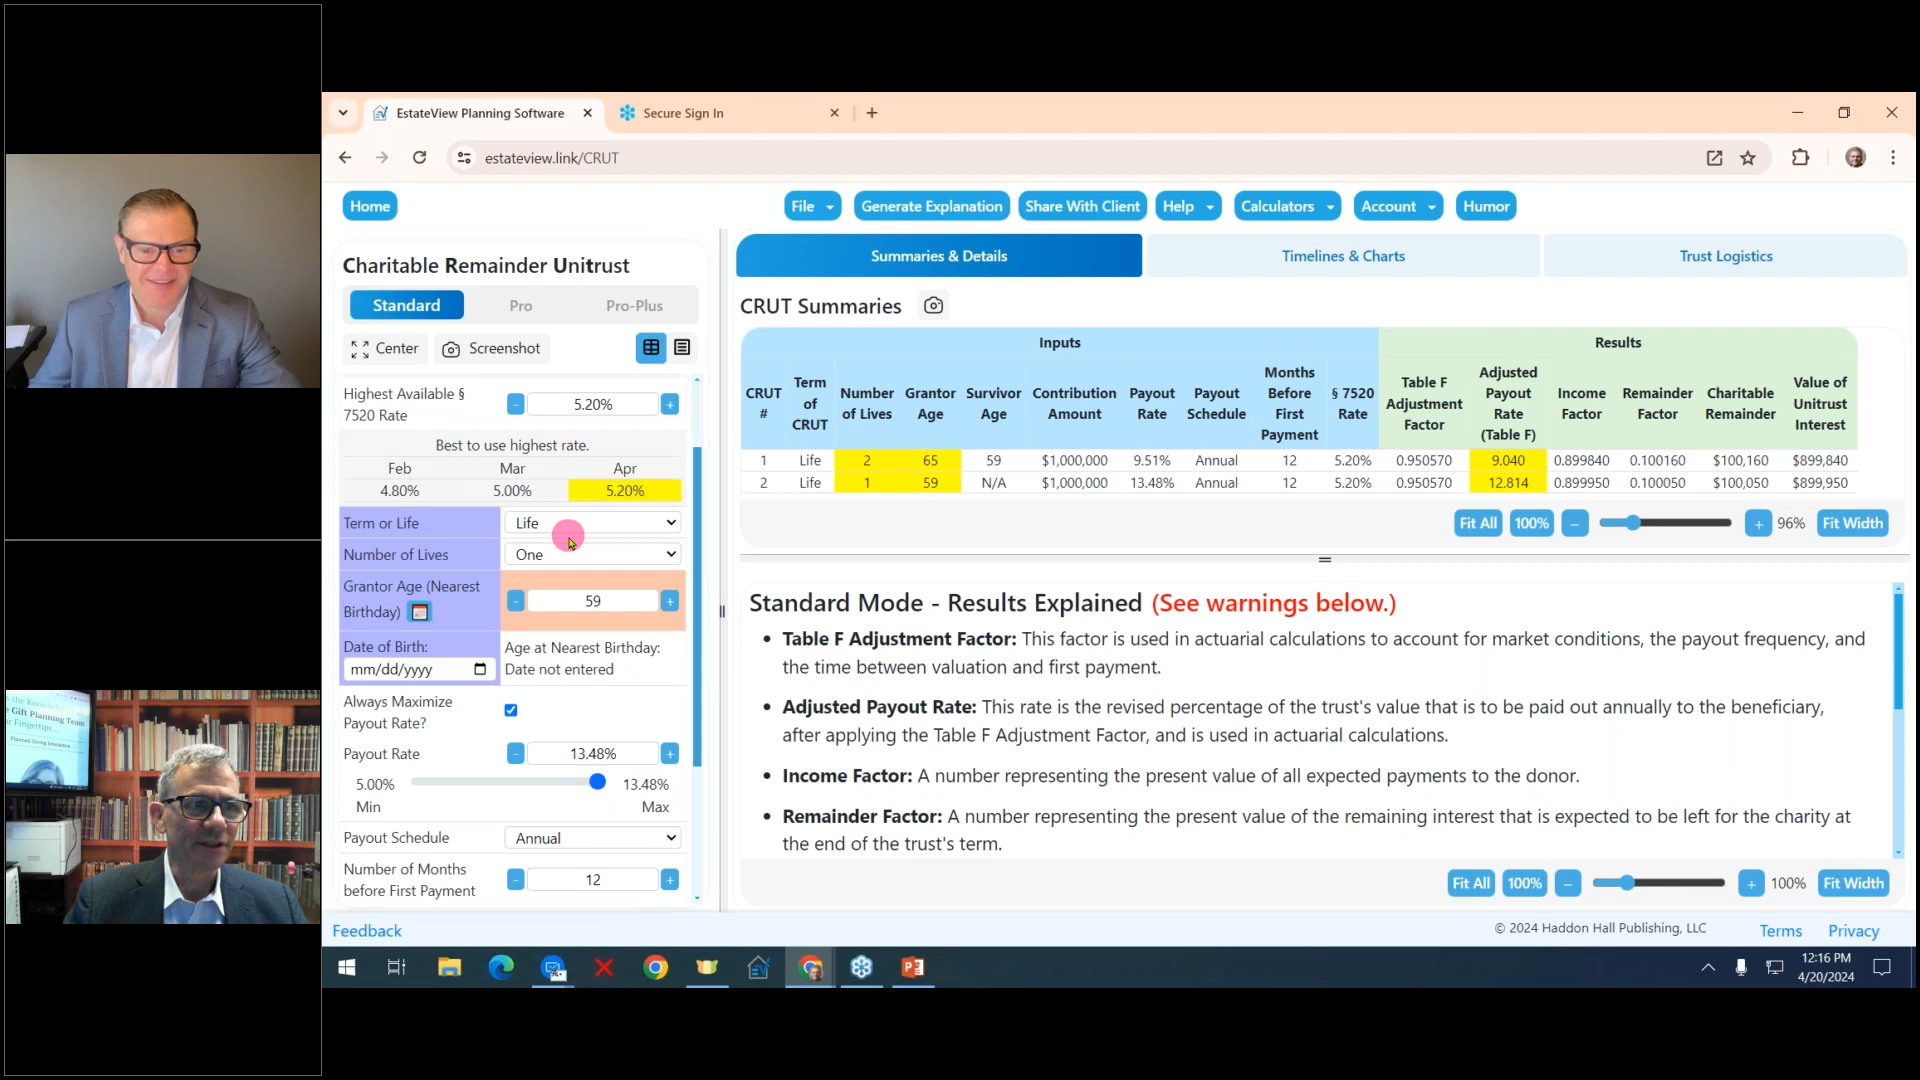 EstateView Planning Software
Secure Sign In
estateview.link/CRUT
Home
File
Generate Explanation
Share With Client
Help
Calculators
Account
Humor
Charitable Remainder Unitrust
Standard
Pro
Pro-Plus
Center
Screenshot
Highest Available §
7520 Rate
- 5.20% +
Best to use highest rate.
Feb Mar Apr
4.80% 5.00% 5.20%
Term or Life Life
Number of Lives One
Grantor Age (Nearest
Birthday)
- 59 +
Date of Birth:
mm/dd/yyyy
Age at Nearest Birthday:
Date not entered
Always Maximize
Payout Rate?
Payout Rate - 13.48% +
5.00% 13.48%
Min Max
Payout Schedule Annual
Number of Months
before First Payment
- 12 +
Summaries & Details
Timelines & Charts
Trust Logistics
CRUT Summaries
Inputs
Results
CRUT
#
Term
of
CRUT
Number
of Lives
Grantor
Age
Survivor
Age
Contribution
Amount
Payout
Rate
Payout
Schedule
Months
Before
First
Payment
§ 7520
Rate
Table F
Adjustment
Factor
Adjusted
Payout
Rate
(Table F)
Income
Factor
Remainder
Factor
Charitable
Remainder
Value of
Unitrust
Interest
1 Life 2 65 59 $1,000,000 9.51% Annual 12 5.20% 0.950570 9.040 0.899840 0.100160 $100,160 $899,840
2 Life 1 59 N/A $1,000,000 13.48% Annual 12 5.20% 0.950570 12.814 0.899950 0.100050 $100,050 $899,950
Fit All 100% - + 96% Fit Width
Standard Mode - Results Explained (See warnings below.)
• Table F Adjustment Factor: This factor is used in actuarial calculations to account for market conditions, the payout frequency, and
the time between valuation and first payment.
• Adjusted Payout Rate: This rate is the revised percentage of the trust's value that is to be paid out annually to the beneficiary,
after applying the Table F Adjustment Factor, and is used in actuarial calculations.
• Income Factor: A number representing the present value of all expected payments to the donor.
• Remainder Factor: A number representing the present value of the remaining interest that is expected to be left for the charity at
the end of the trust's term.
Fit All 100% - + 100% Fit Width
Feedback
© 2024 Haddon Hall Publishing, LLC
Terms
Privacy
12:16 PM
4/20/2024
the Knowledge
Gift Planning Team
Fingertips